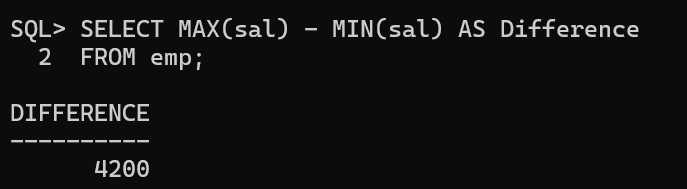 SQL> SELECT MAX(sal) - MIN(sal) AS Difference
  2  FROM emp;
DIFFERENCE
----------
      4200